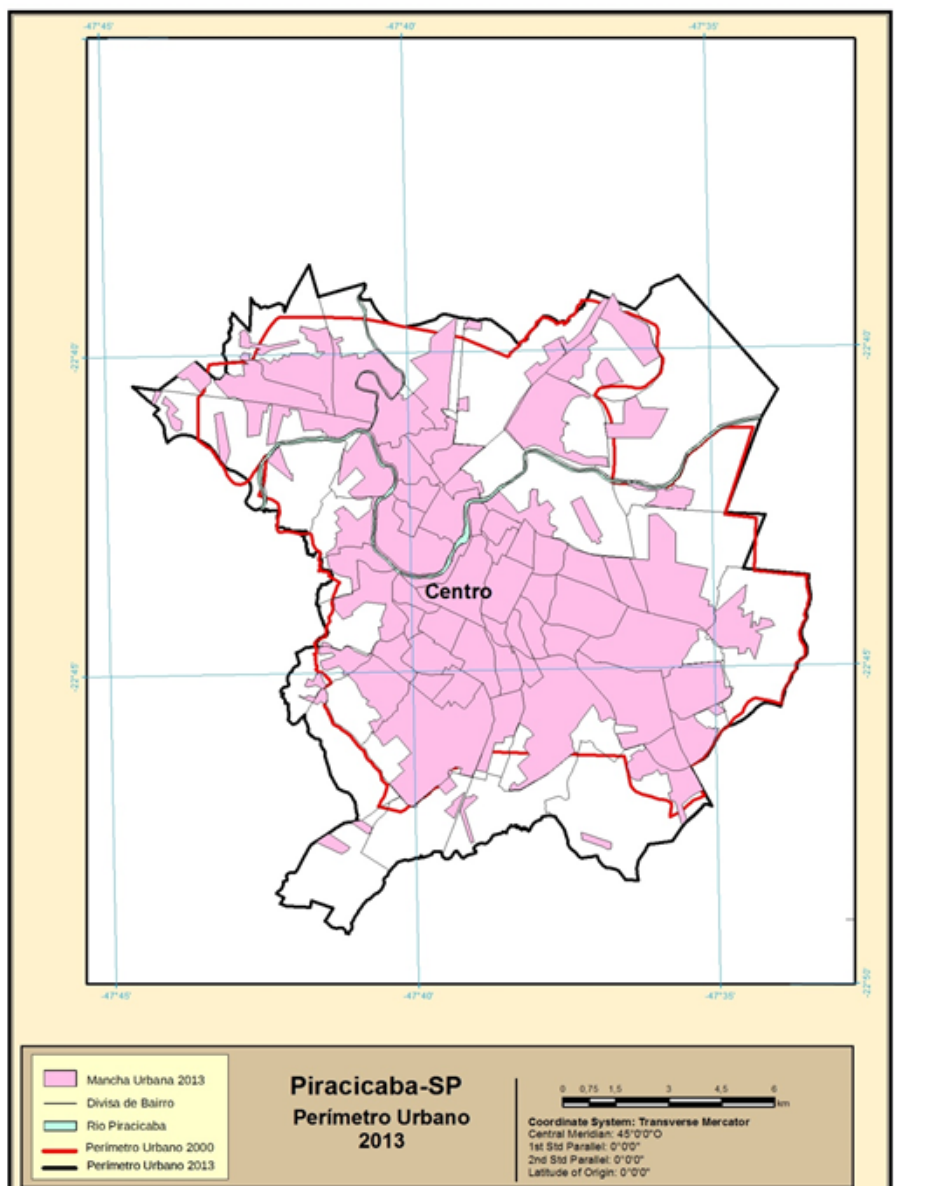 -47°45' -47°40' -47°35'
-22°40' -22°40'
Centro
-22°45' -22°45'
-22°50'
-47°45' -47°40' -47°35'
Mancha Urbana 2013
Divisa de Bairro
Rio Piracicaba
Perímetro Urbano 2000
Perímetro Urbano 2013
Piracicaba-SP
Perímetro Urbano
2013
0 0,75 1,5 3 4,5 6
km
Coordinate System: Transverse Mercator
Central Meridian: 45°0'0"O
1st Std Parallel: 0°0'0"
2nd Std Parallel: 0°0'0"
Latitude of Origin: 0°0'0"